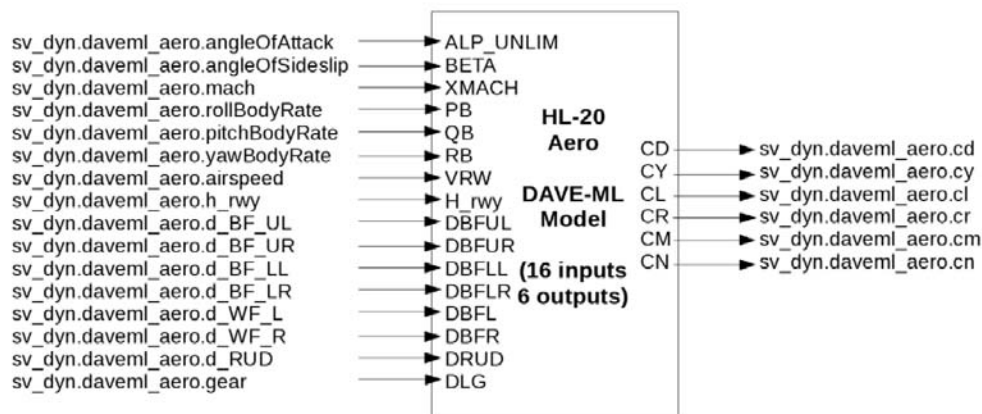 sv_dyn.daveml_aero.angleOfAttack
sv_dyn.daveml_aero.angleOfSideslip
sv_dyn.daveml_aero.mach
sv_dyn.daveml_aero.rollBodyRate
sv_dyn.daveml_aero.pitchBodyRate
sv_dyn.daveml_aero.yawBodyRate
sv_dyn.daveml_aero.airspeed
sv_dyn.daveml_aero.h_rwy
sv_dyn.daveml_aero.d_BF_UL
sv_dyn.daveml_aero.d_BF_UR
sv_dyn.daveml_aero.d_BF_LL
sv_dyn.daveml_aero.d_BF_LR
sv_dyn.daveml_aero.d_WF_L
sv_dyn.daveml_aero.d_WF_R
sv_dyn.daveml_aero.d_RUD
sv_dyn.daveml_aero.gear
ALP_UNLIM
BETA
XMACH
PB
QB
RB
VRW
H_rwy
DBFUL
DBFUR
DBFLL
DBFLR
DBFL
DBFR
DRUD
DLG
HL-20
Aero
DAVE-ML
Model
(16 inputs
6 outputs)
CD
CY
CL
CR
CM
CN
sv_dyn.daveml_aero.cd
sv_dyn.daveml_aero.cy
sv_dyn.daveml_aero.cl
sv_dyn.daveml_aero.cr
sv_dyn.daveml_aero.cm
sv_dyn.daveml_aero.cn